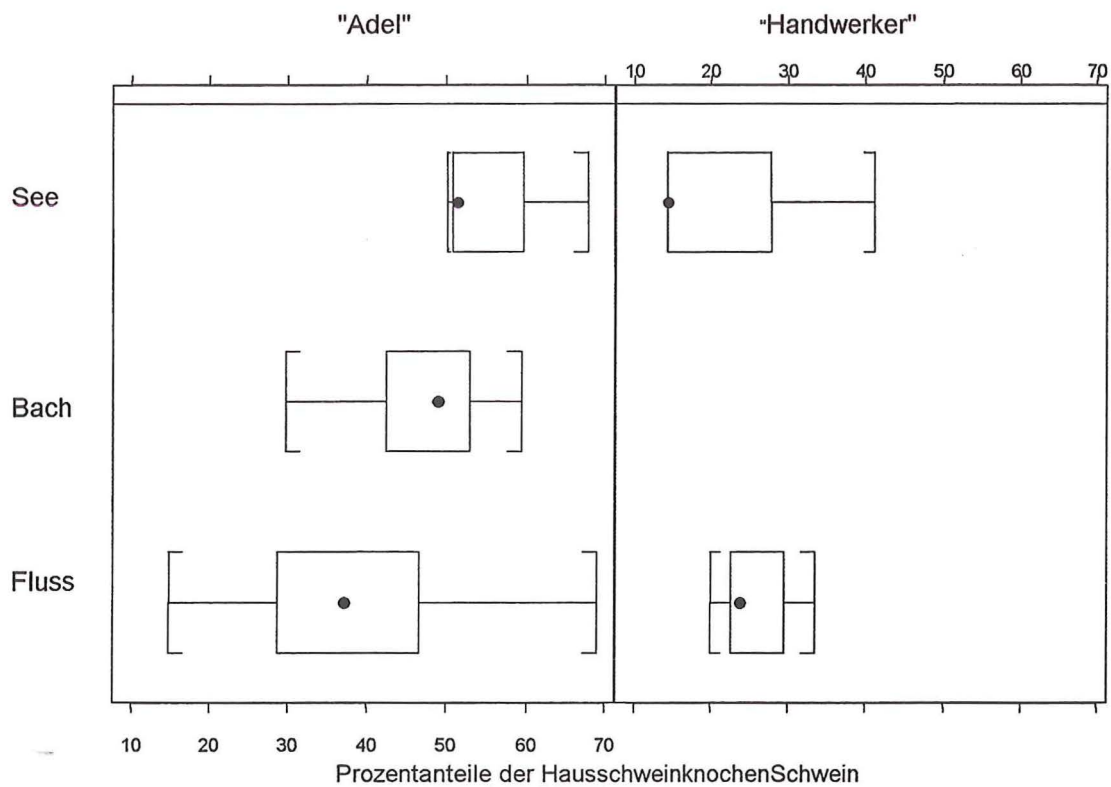 "Adel" "Handwerker"
10 20 30 40 50 60 70
See
Bach
Fluss
10 20 30 40 50 60 70
Prozentanteile der HausschweinknochenSchwein